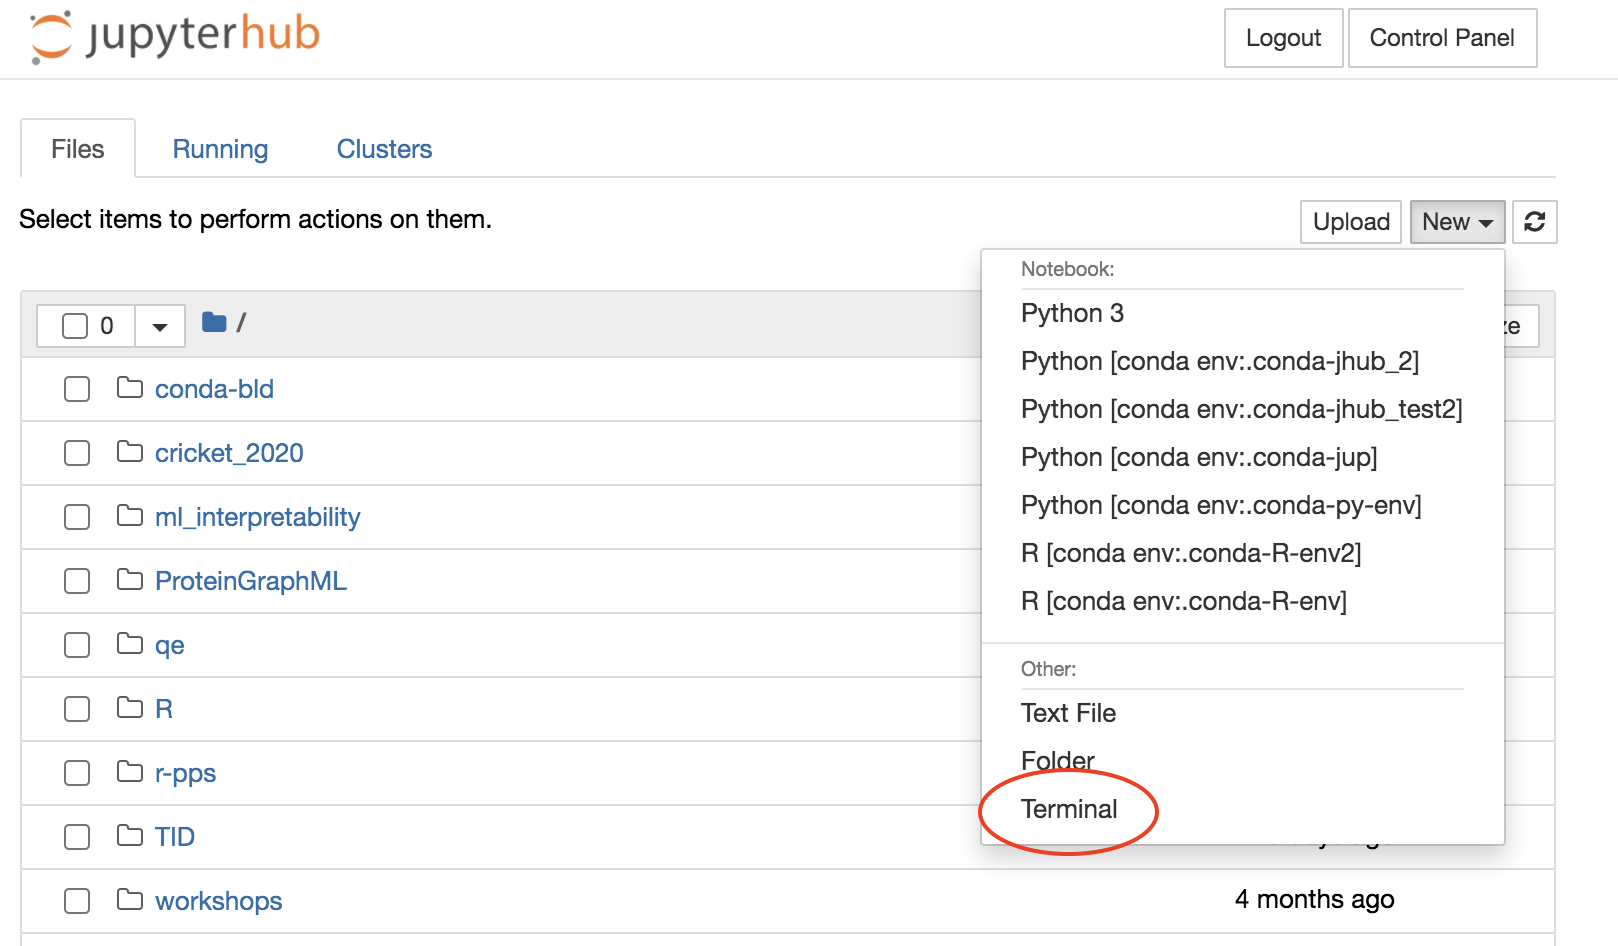 jupyterhub
Logout
Control Panel
Files
Running
Clusters
Select items to perform actions on them.
Upload
New
0
/
Notebook:
Python 3
Python [conda env:.conda-jhub_2]
Python [conda env:.conda-jhub_test2]
Python [conda env:.conda-jup]
Python [conda env:.conda-py-env]
R [conda env:.conda-R-env2]
R [conda env:.conda-R-env]
Other:
Text File
Folder
Terminal
conda-bld
cricket_2020
ml_interpretability
ProteinGraphML
qe
R
r-pps
TID
workshops
4 months ago